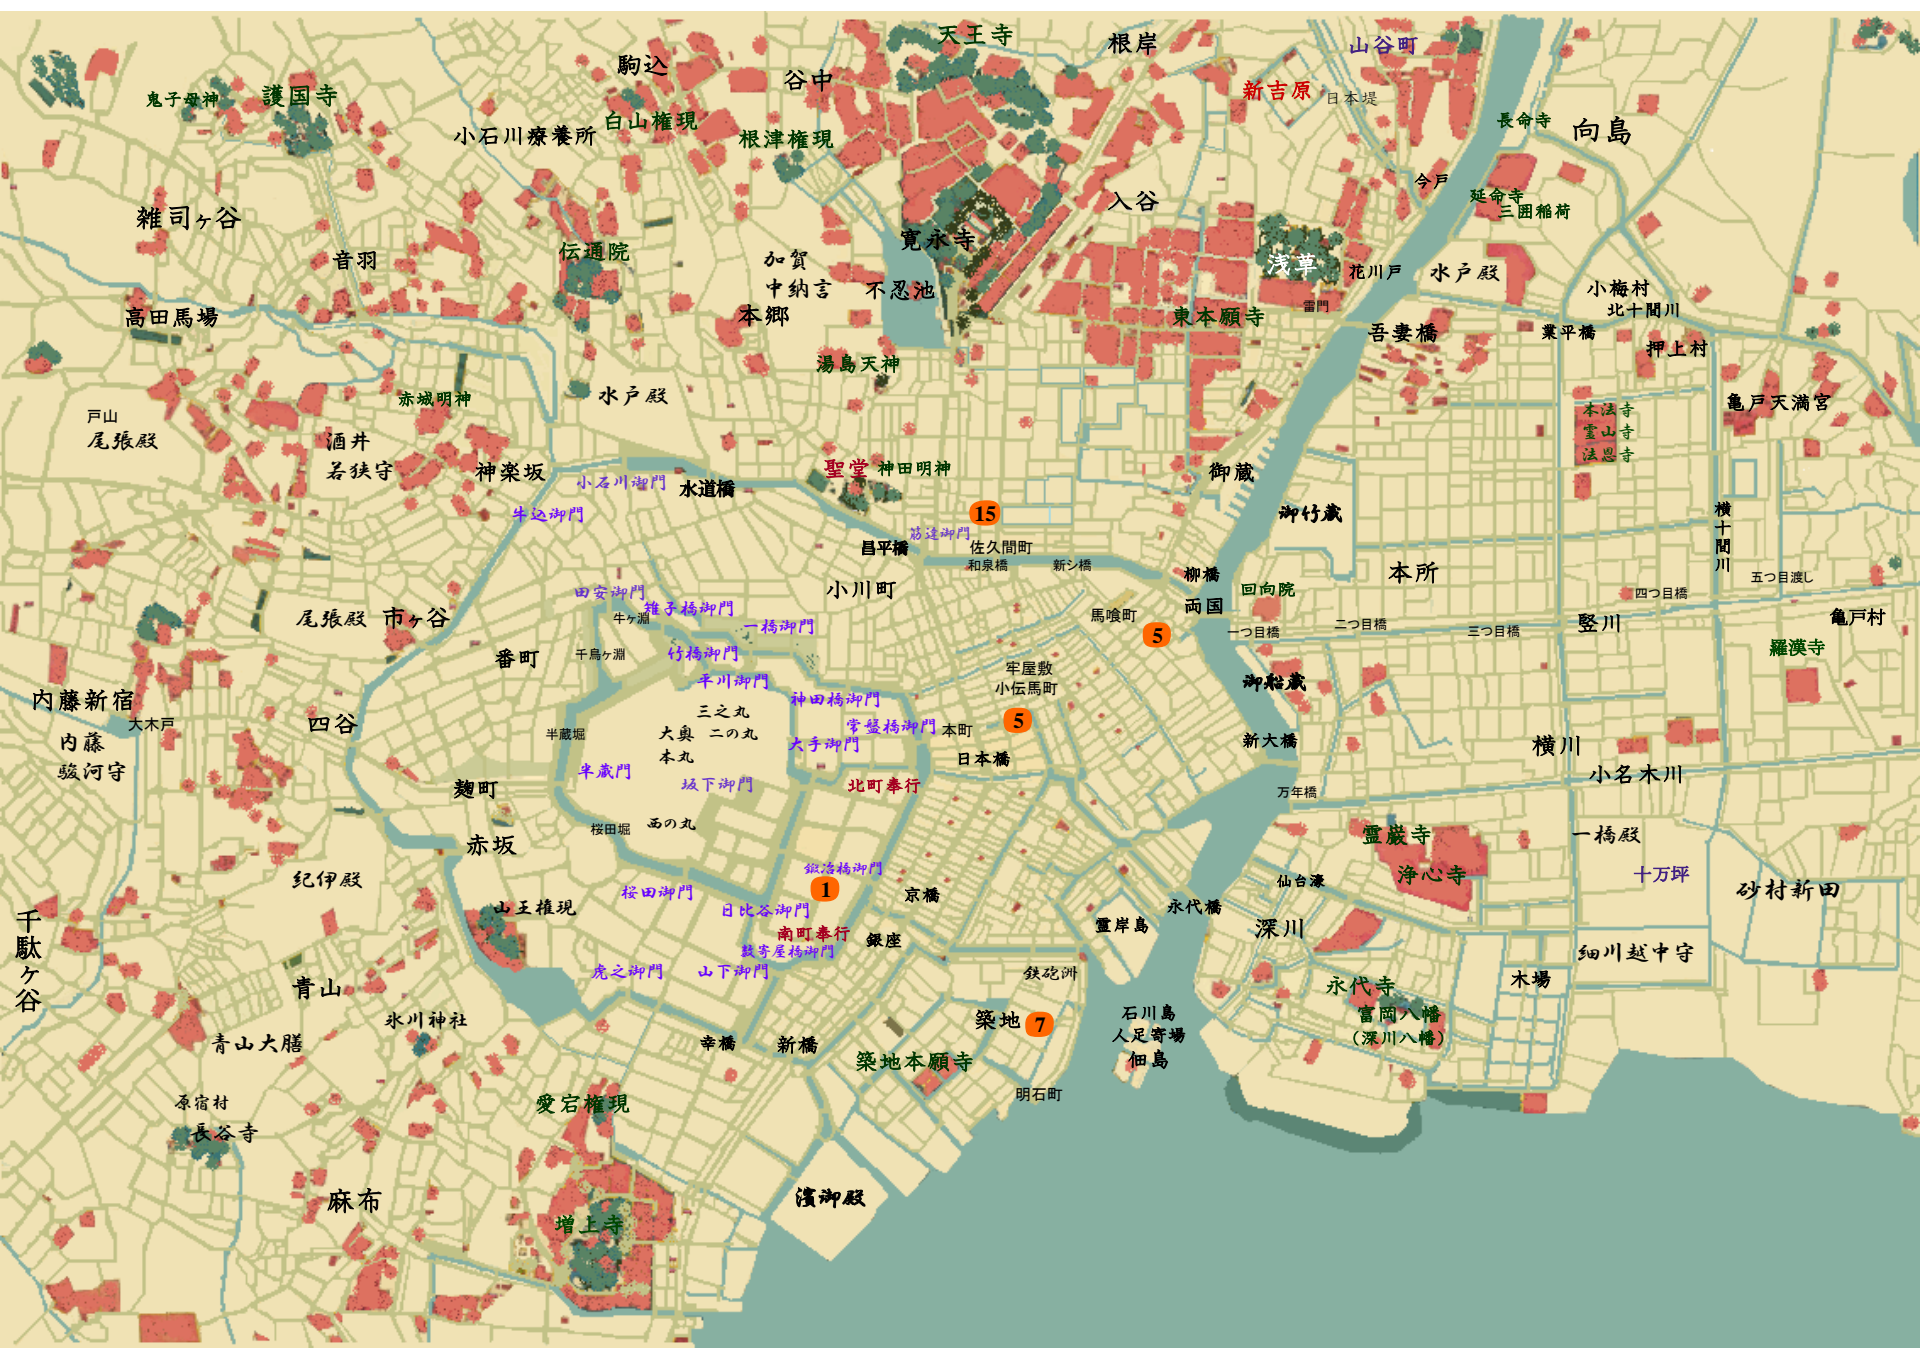 天王寺
根岸
山谷町
駒込
谷中
新吉原
日本堤
鬼子母神
護国寺
小石川療養所
白山権現
根津権現
長命寺
向島
今戸
延命寺
三囲稲荷
入谷
雑司ヶ谷
音羽
伝通院
加賀
中納言
本郷
寛永寺
不忍池
浅草
花川戸
水戸殿
雷門
東本願寺
吾妻橋
小梅村
北十間川
業平橋
押上村
高田馬場
湯島天神
赤城明神
水戸殿
戸山
尾張殿
酒井
若狭守
神楽坂
小石川御門
水道橋
聖堂
神田明神
牛込御門
御蔵
御竹蔵
本法寺
霊山寺
法恩寺
亀戸天満宮
横十間川
15
筋違御門
昌平橋
佐久間町
和泉橋
新シ橋
柳橋
両国
回向院
本所
五つ目渡し
四つ目橋
亀戸村
竪川
羅漢寺
小川町
馬喰町
5
一つ目橋
二つ目橋
三つ目橋
尾張殿
市ヶ谷
田安御門
牛ヶ淵
雉子橋御門
一橋御門
番町
千鳥ヶ淵
竹橋御門
平川御門
神田橋御門
牢屋敷
小伝馬町
5
御船蔵
内藤新宿
大木戸
内藤
駿河守
四谷
半蔵堀
三之丸
大奥
二の丸
本丸
常盤橋御門
大手御門
本町
日本橋
新大橋
横川
小名木川
半蔵門
坂下御門
北町奉行
麹町
万年橋
桜田堀
西の丸
赤坂
霊巌寺
浄心寺
一橋殿
十万坪
砂村新田
紀伊殿
鍛冶橋御門
1
桜田御門
日比谷御門
京橋
仙台濠
永代橋
霊岸島
深川
山王権現
南町奉行
数寄屋橋御門
銀座
細川越中守
千駄ヶ谷
虎之御門
山下御門
鉄砲洲
木場
青山
永代寺
富岡八幡
（深川八幡）
氷川神社
青山大膳
石川島
人足寄場
佃島
築地
7
幸橋
新橋
築地本願寺
明石町
原宿村
長谷寺
愛宕権現
麻布
濱御殿
増上寺